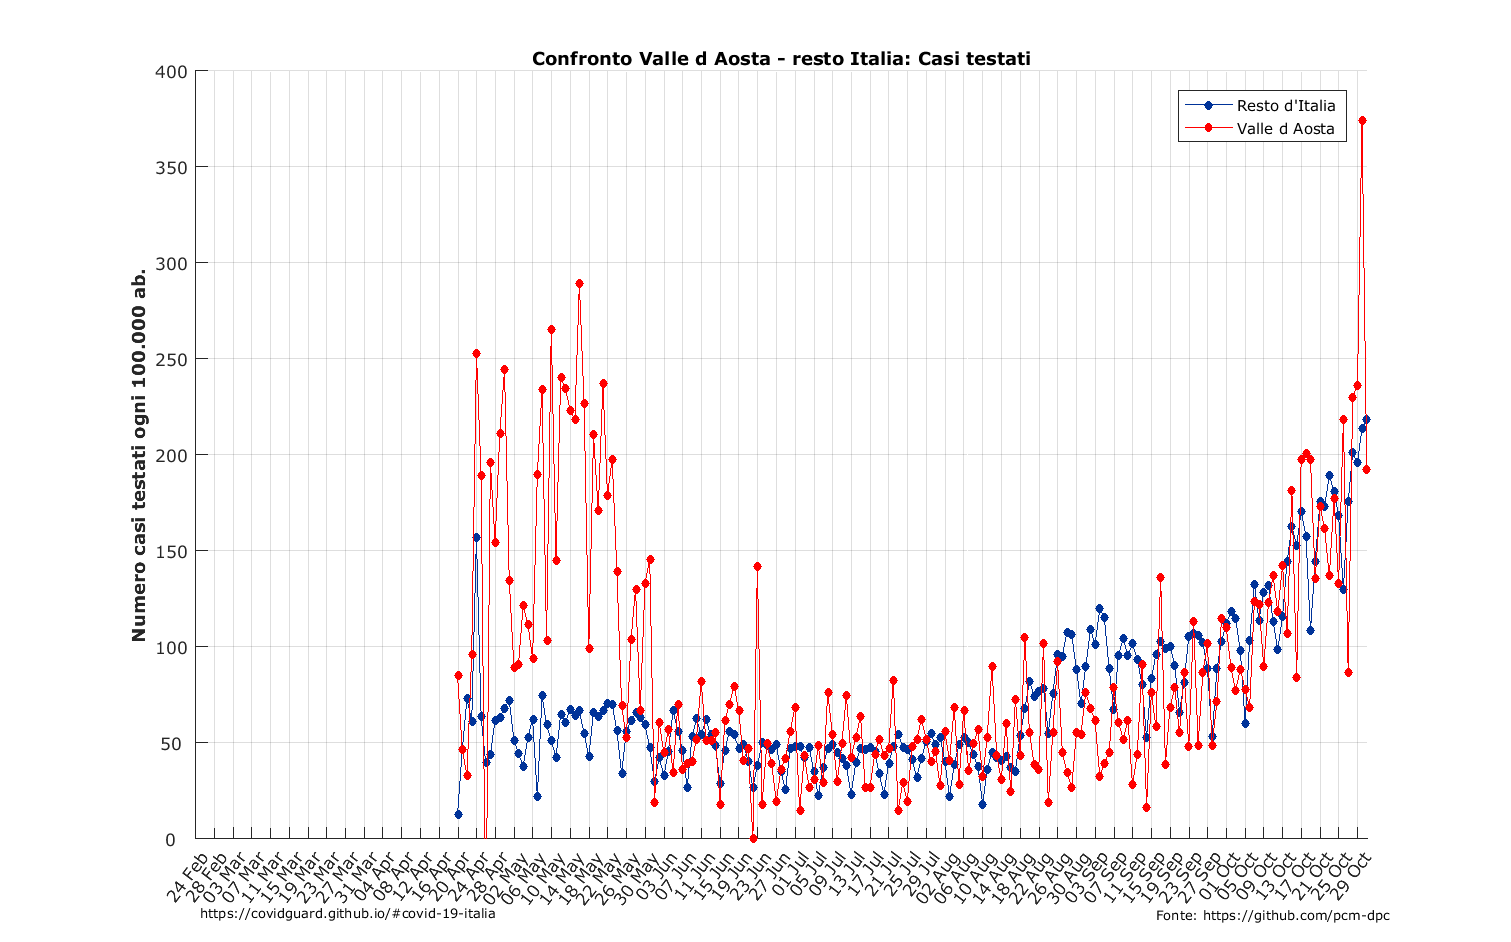 Confronto Valle d Aosta - resto Italia: Casi testati
Resto d'Italia
Valle d Aosta
Numero casi testati ogni 100.000 ab.
400
350
300
250
200
150
100
50
0
24 Feb
28 Feb
03 Mar
07 Mar
11 Mar
15 Mar
19 Mar
23 Mar
27 Mar
31 Mar
04 Apr
08 Apr
12 Apr
16 Apr
20 Apr
24 Apr
28 Apr
02 May
06 May
10 May
14 May
18 May
22 May
26 May
30 May
03 Jun
07 Jun
11 Jun
15 Jun
19 Jun
23 Jun
27 Jun
01 Jul
05 Jul
09 Jul
13 Jul
17 Jul
21 Jul
25 Jul
29 Jul
02 Aug
06 Aug
10 Aug
14 Aug
18 Aug
22 Aug
26 Aug
30 Aug
03 Sep
07 Sep
11 Sep
15 Sep
19 Sep
23 Sep
27 Sep
01 Oct
05 Oct
09 Oct
13 Oct
17 Oct
21 Oct
25 Oct
29 Oct
https://covidguard.github.io/#covid-19-italia
Fonte: https://github.com/pcm-dpc